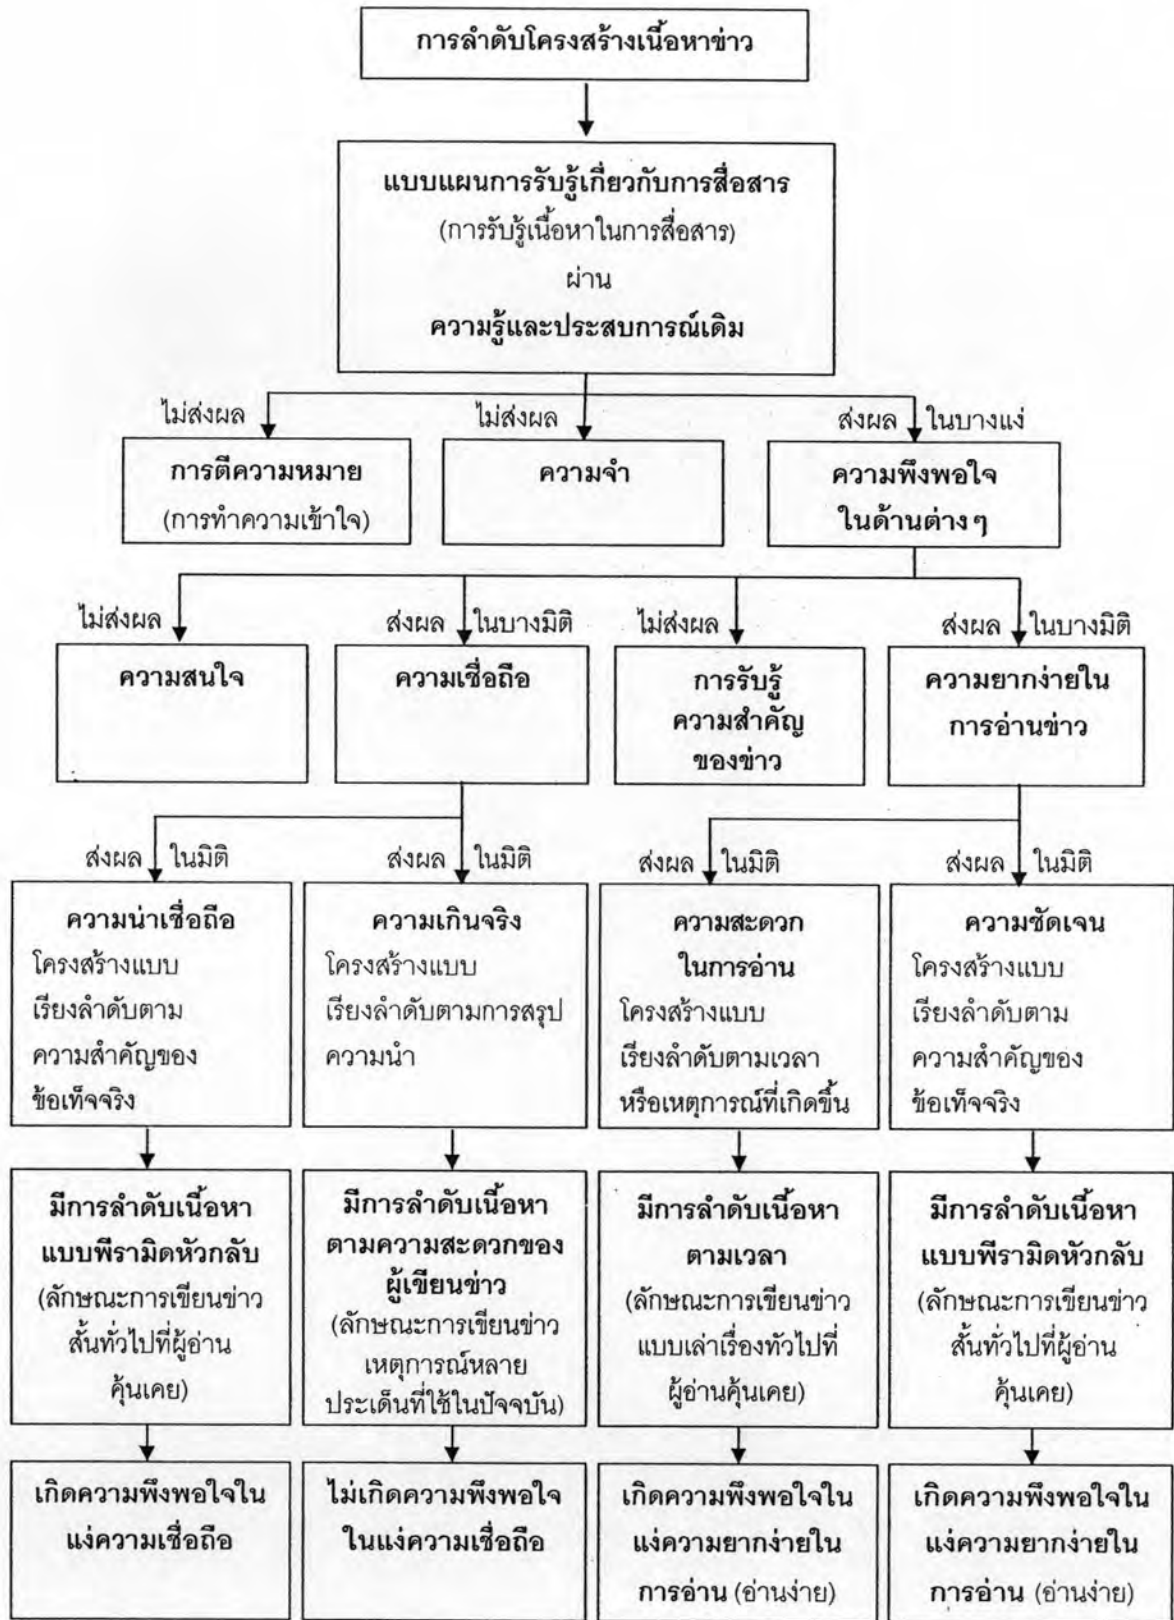 การลำดับโครงสร้างเนื้อหาข่าว
แบบแผนการรับรู้เกี่ยวกับการสื่อสาร
(การรับรู้เนื้อหาในการสื่อสาร)
ผ่าน
ความรู้และประสบการณ์เดิม
ไม่ส่งผล
ไม่ส่งผล
ส่งผล ในบางแง่
การตีความหมาย
(การทำความเข้าใจ)
ความจำ
ความพึงพอใจ
ในด้านต่างๆ
ไม่ส่งผล
ส่งผล ในบางมิติ
ไม่ส่งผล
ส่งผล ในบางมิติ
ความสนใจ
ความเชื่อถือ
การรับรู้
ความสำคัญ
ของข่าว
ความยากง่ายใน
การอ่านข่าว
ส่งผล ในมิติ
ส่งผล ในมิติ
ส่งผล ในมิติ
ส่งผล ในมิติ
ความน่าเชื่อถือ
โครงสร้างแบบ
เรียงลำดับตาม
ความสำคัญของ
ข้อเท็จจริง
ความเกินจริง
โครงสร้างแบบ
เรียงลำดับตามการสรุป
ความนำ
ความสะดวก
ในการอ่าน
โครงสร้างแบบ
เรียงลำดับตามเวลา
หรือเหตุการณ์ที่เกิดขึ้น
ความชัดเจน
โครงสร้างแบบ
เรียงลำดับตาม
ความสำคัญของ
ข้อเท็จจริง
มีการลำดับเนื้อหา
แบบพีรามิดหัวกลับ
(ลักษณะการเขียนข่าว
สั้นทั่วไปที่ผู้อ่าน
คุ้นเคย)
มีการลำดับเนื้อหา
ตามความสะดวกของ
ผู้เขียนข่าว
(ลักษณะการเขียนข่าว
เหตุการณ์หลาย
ประเด็นที่ใช้ในปัจจบัน)
มีการลำดับเนื้อหา
ตามเวลา
(ลักษณะการเขียนข่าว
แบบเล่าเรื่องทั่วไปที่
ผู้อ่านคุ้นเคย)
มีการลำดับเนื้อหา
แบบพีรามิดหัวกลับ
(ลักษณะการเขียนข่าว
สั้นทั่วไปที่ผู้อ่าน
คุ้นเคย)
เกิดความพึงพอใจใน
แง่ความเชื่อถือ
ไม่เกิดความพึงพอใจ
ในแง่ความเชื่อถือ
เกิดความพึงพอใจใน
แง่ความยากง่ายใน
การอ่าน (อ่านง่าย)
เกิดความพึงพอใจใน
แง่ความยากง่ายใน
การอ่าน (อ่านง่าย)